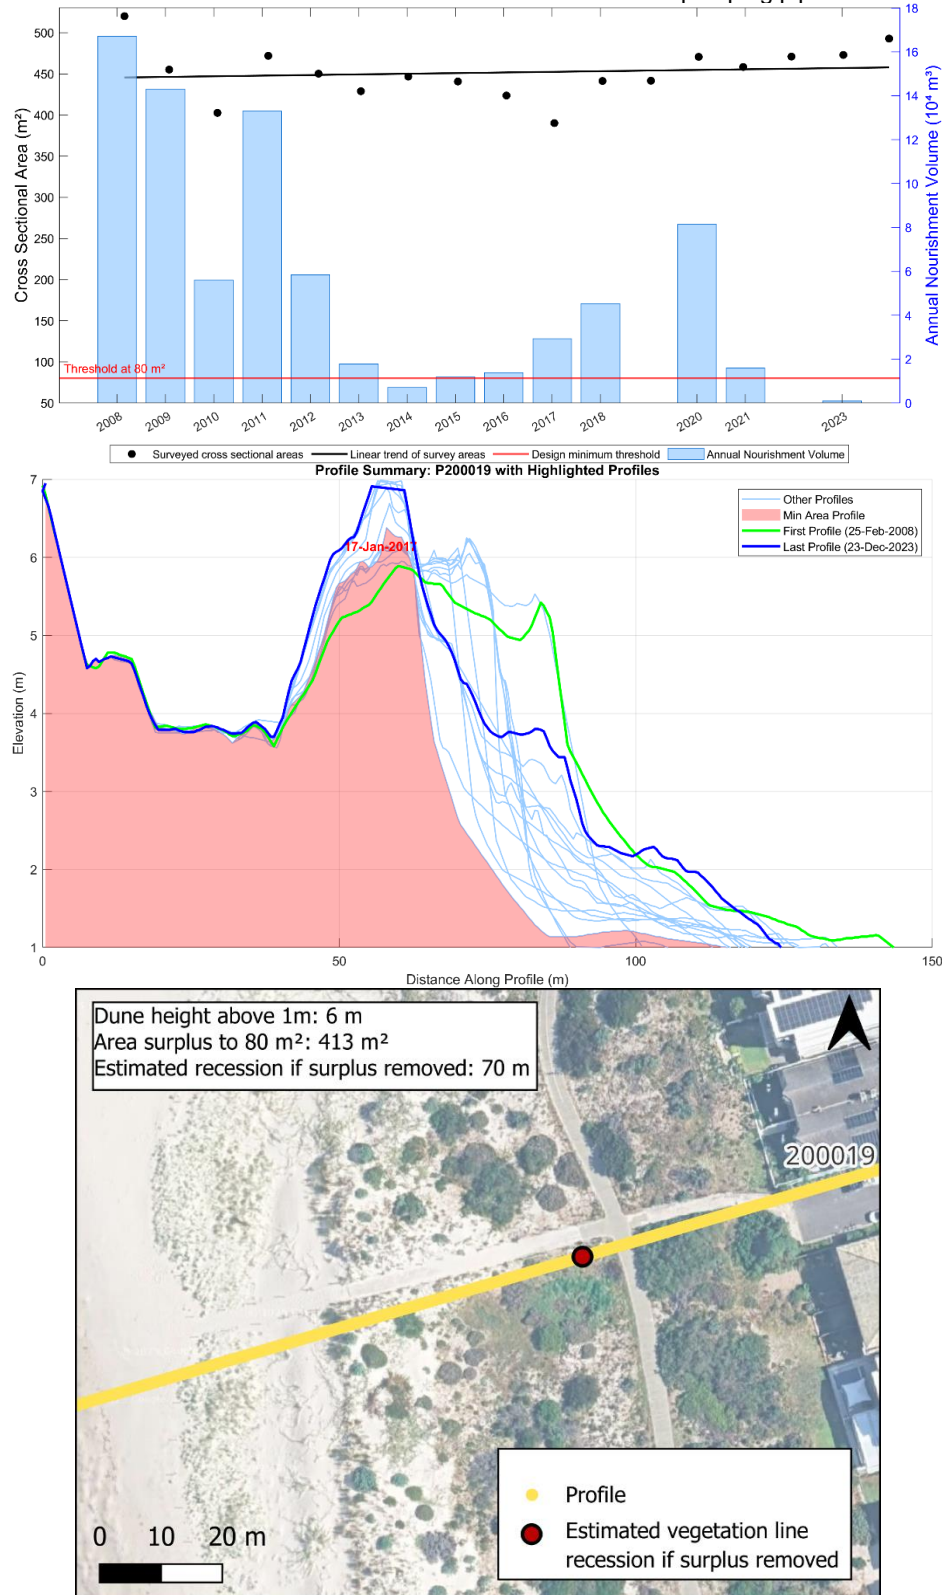 500
450
400
350
300
250
200
150
100
50
Cross Sectional Area (m²)
18
16
14
12
10
8
6
4
2
0
Annual Nourishment Volume (10⁴ m³)
Threshold at 80 m²
2008
2009
2010
2011
2012
2013
2014
2015
2016
2017
2018
2020
2021
2023
Surveyed cross sectional areas
Linear trend of survey areas
Design minimum threshold
Annual Nourishment Volume
Profile Summary: P200019 with Highlighted Profiles
7
6
5
4
3
2
1
Elevation (m)
17-Jan-2017
Other Profiles
Min Area Profile
First Profile (25-Feb-2008)
Last Profile (23-Dec-2023)
0
50
100
150
Distance Along Profile (m)
Dune height above 1m: 6 m
Area surplus to 80 m²: 413 m²
Estimated recession if surplus removed: 70 m
200019
0 10 20 m
Profile
Estimated vegetation line
recession if surplus removed